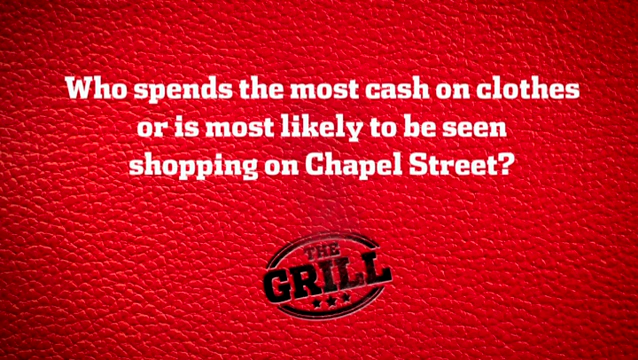 Who spends the most cash on clothes
or is most likely to be seen
shopping on Chapel Street?
THE
GRILL